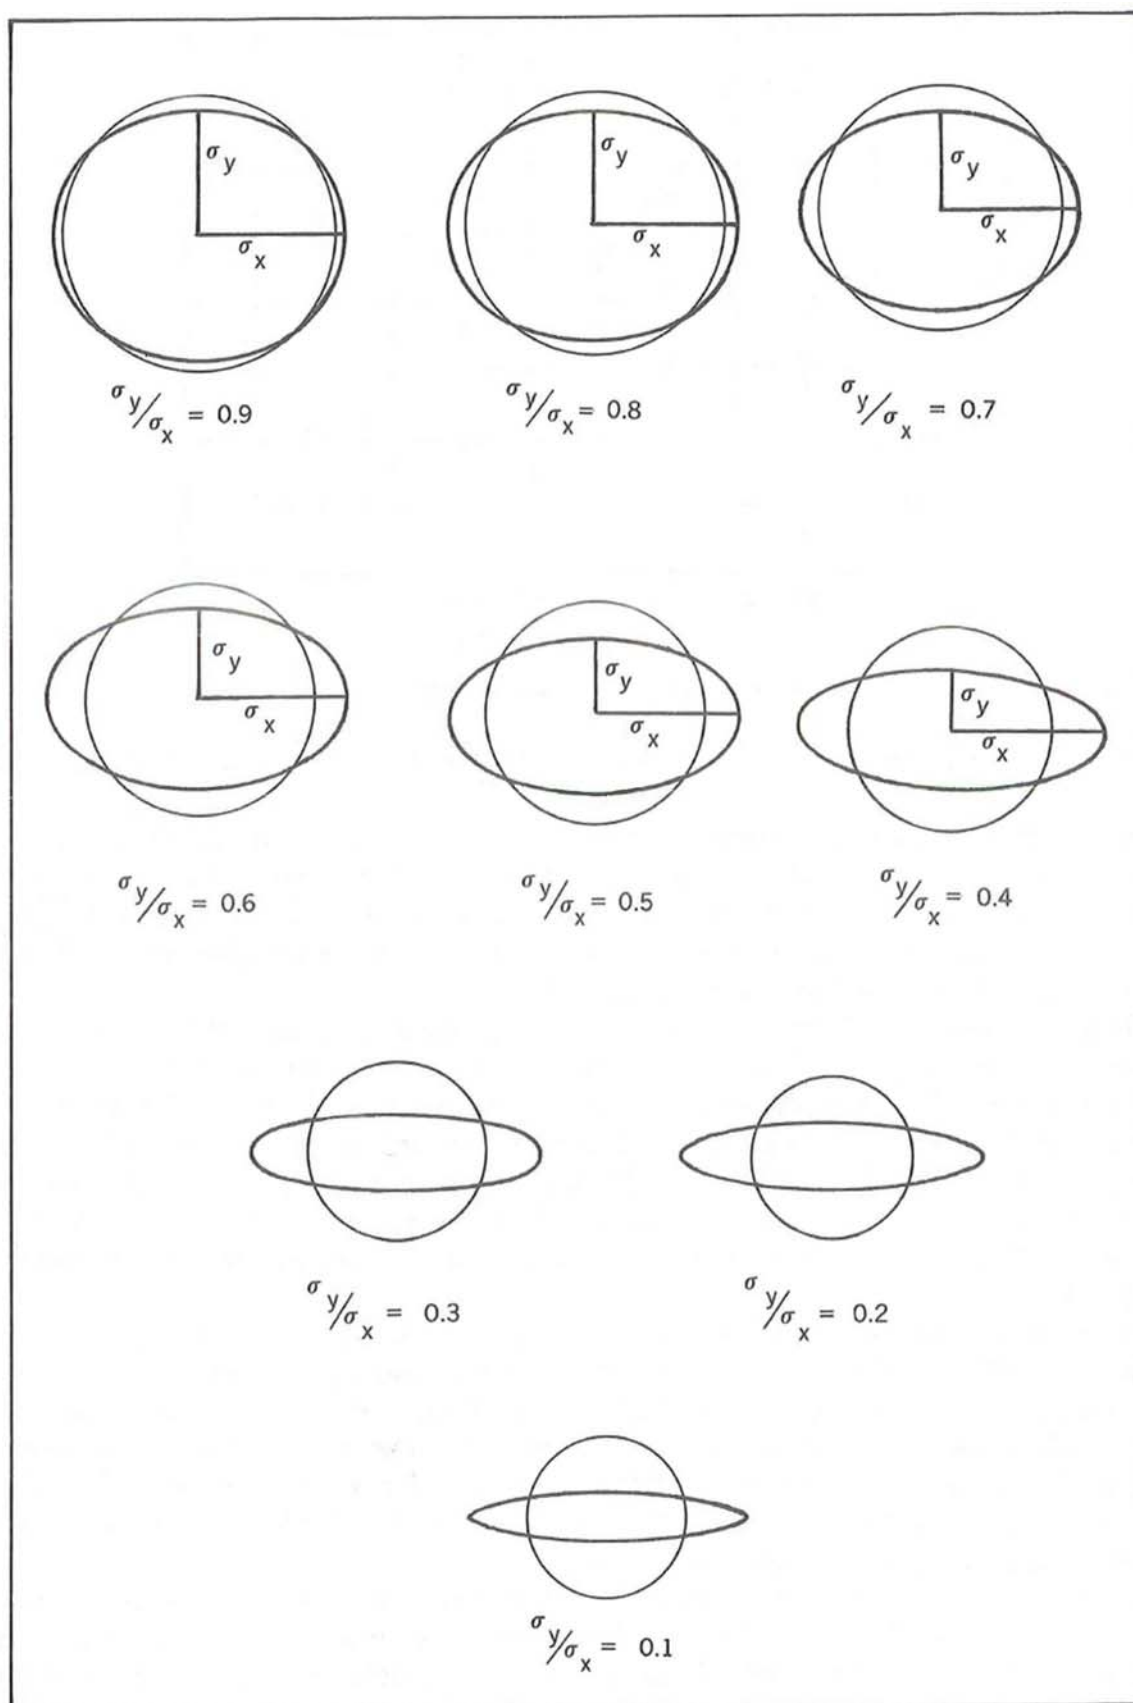 σy
σx
σy/σx = 0.9
σy
σx
σy/σx = 0.8
σy
σx
σy/σx = 0.7
σy
σx
σy/σx = 0.6
σy
σx
σy/σx = 0.5
σy
σx
σy/σx = 0.4
σy/σx = 0.3
σy/σx = 0.2
σy/σx = 0.1